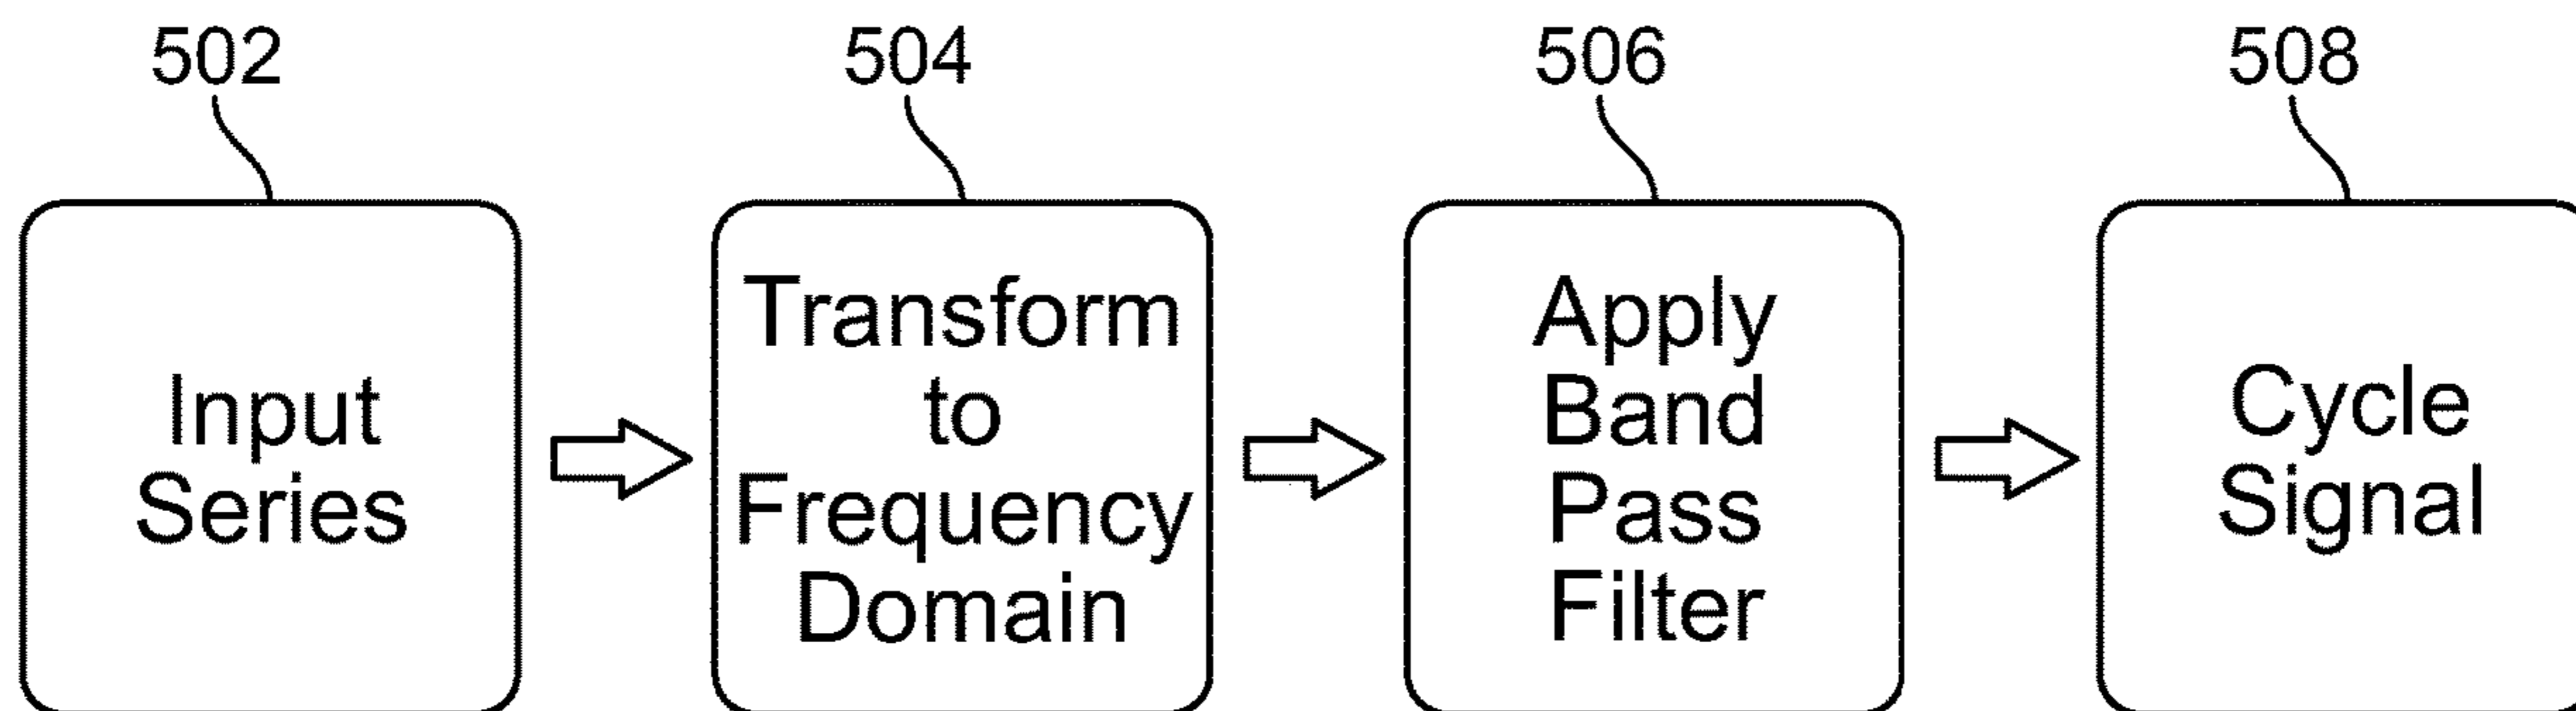 502
504
506
508
Input
Series
Transform
to
Frequency
Domain
Apply
Band
Pass
Filter
Cycle
Signal